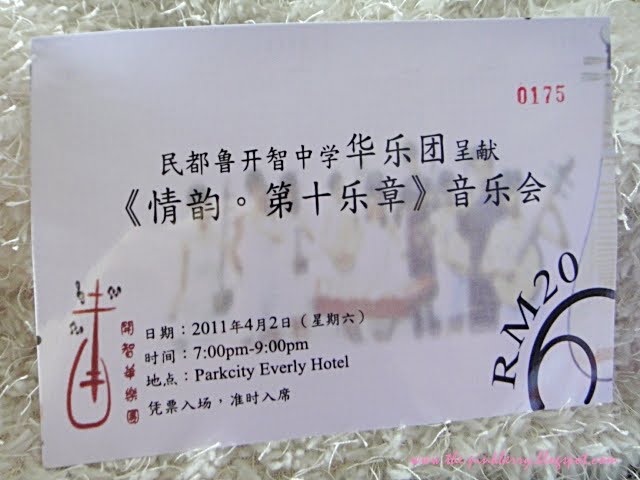 0175
民都鲁开智中学华乐团呈献
《情韵。第十乐章》音乐会
RM20
開智華樂團
日期：2011年4月2日（星期六）
时间：7:00pm-9:00pm
地点：Parkcity Everly Hotel
凭票入场，准时入席